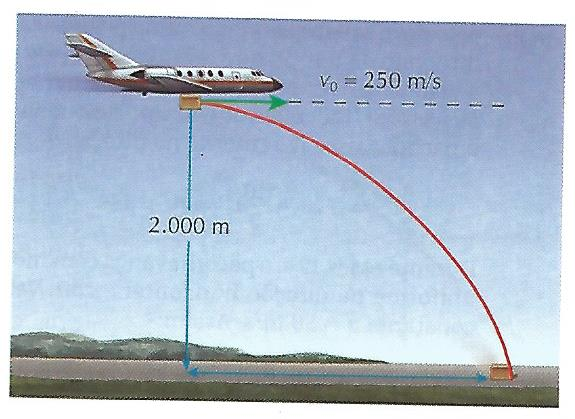 v₀ = 250 m/s
2.000 m